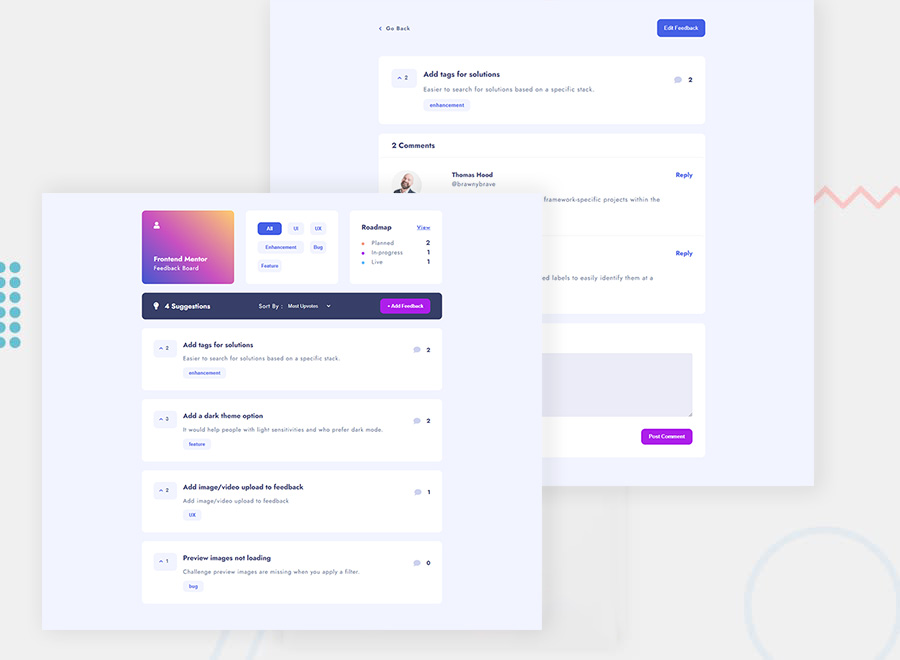 Go Back
Edit Feedback
2
Add tags for solutions
2
Easier to search for solutions based on a specific stack.
enhancement
2 Comments
Thomas Hood
Reply
@brawnybrave
framework-specific projects within the
Reply
ed labels to easily identify them at a
Post Comment
Frontend Mentor
Feedback Board
All
UI
UX
Enhancement
Bug
Feature
Roadmap
View
Planned
2
In-progress
1
Live
1
4 Suggestions
Sort By :
Most Upvotes
+ Add Feedback
2
Add tags for solutions
2
Easier to search for solutions based on a specific stack.
enhancement
Add a dark theme option
2
It would help people with light sensitivities and who prefer dark mode.
feature
2
Add image/video upload to feedback
1
Add image/video upload to feedback
UX
1
Preview images not loading
0
Challenge preview images are missing when you apply a filter.
bug